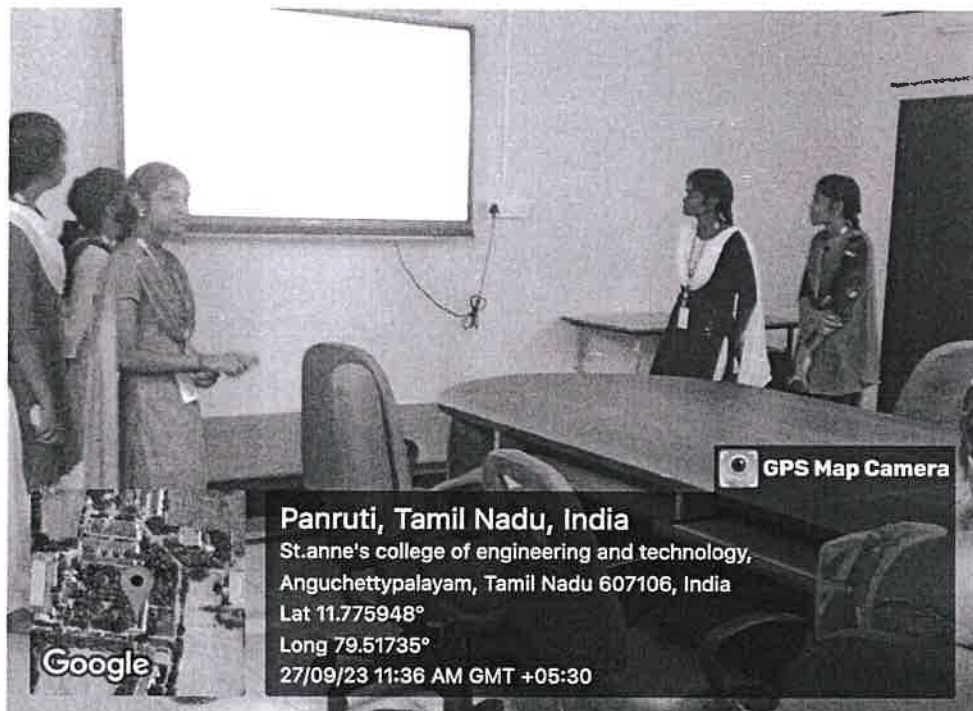 GPS Map Camera
Panruti, Tamil Nadu, India
St.anne's college of engineering and technology,
Anguchettypalayam, Tamil Nadu 607106, India
Lat 11.775948°
Long 79.51735°
27/09/23 11:36 AM GMT +05:30
Google